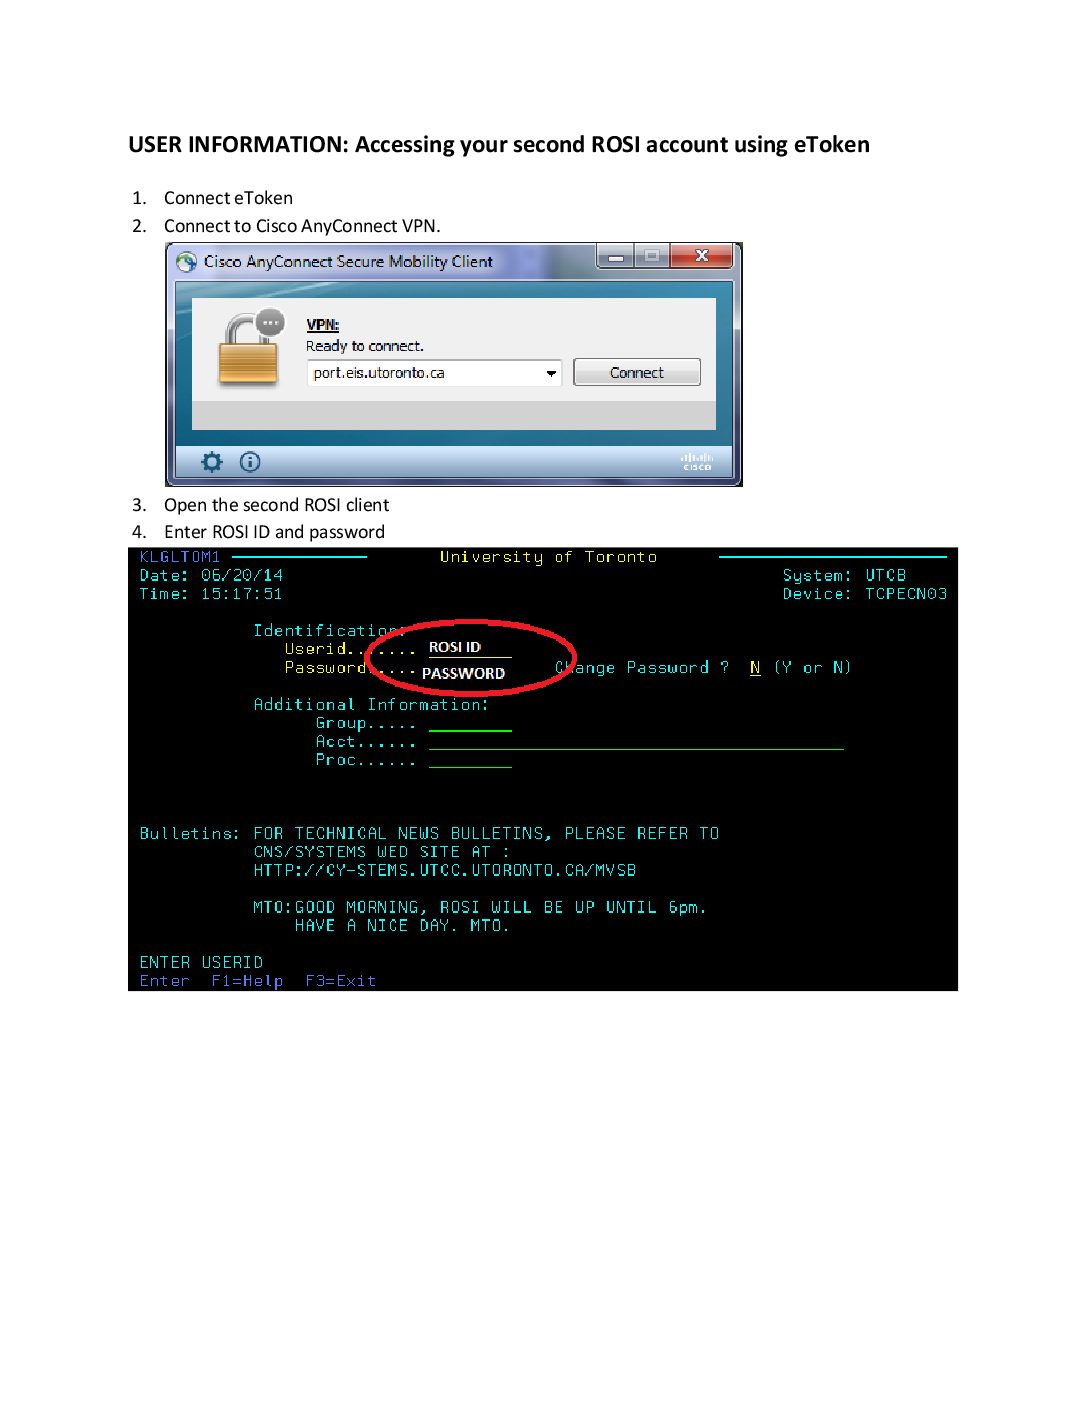 USER INFORMATION: Accessing your second ROSI account using eToken
1. Connect eToken
2. Connect to Cisco AnyConnect VPN.
Cisco AnyConnect Secure Mobility Client
VPN:
Ready to connect.
port.eis.utoronto.ca Connect
CISCO
3. Open the second ROSI client
4. Enter ROSI ID and password
KLGLTOM1 University of Toronto
Date: 06/20/14 System: UTCB
Time: 15:17:51 Device: TCPECN03
Identification:
Userid....... ROSI ID
Password..... PASSWORD Change Password ? N (Y or N)
Additional Information:
Group.....
Acct......
Proc......
Bulletins: FOR TECHNICAL NEWS BULLETINS, PLEASE REFER TO
CNS/SYSTEMS WED SITE AT :
HTTP://CY-STEMS.UTCC.UTORONTO.CA/MVSB
MTO:GOOD MORNING, ROSI WILL BE UP UNTIL 6pm.
HAVE A NICE DAY. MTO.
ENTER USERID
Enter F1=Help F3=Exit